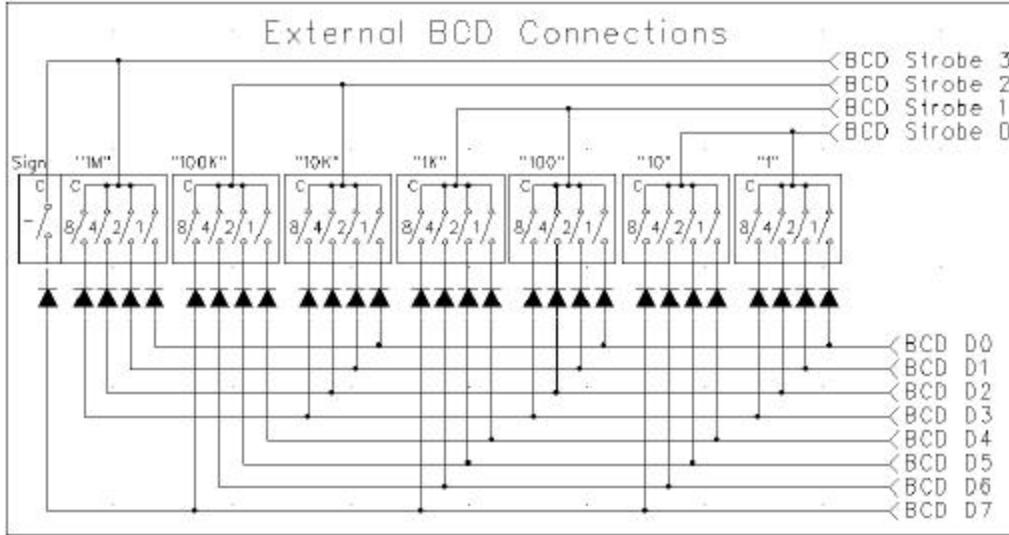 External BCD Connections
BCD Strobe 3
BCD Strobe 2
BCD Strobe 1
BCD Strobe 0
Sign "1M" "100K" "10K" "1K" "100" "10" "1"
C C C C C C C C
- 8 4 2 1 8 4 2 1 8 4 2 1 8 4 2 1 8 4 2 1 8 4 2 1 8 4 2 1
BCD D0
BCD D1
BCD D2
BCD D3
BCD D4
BCD D5
BCD D6
BCD D7